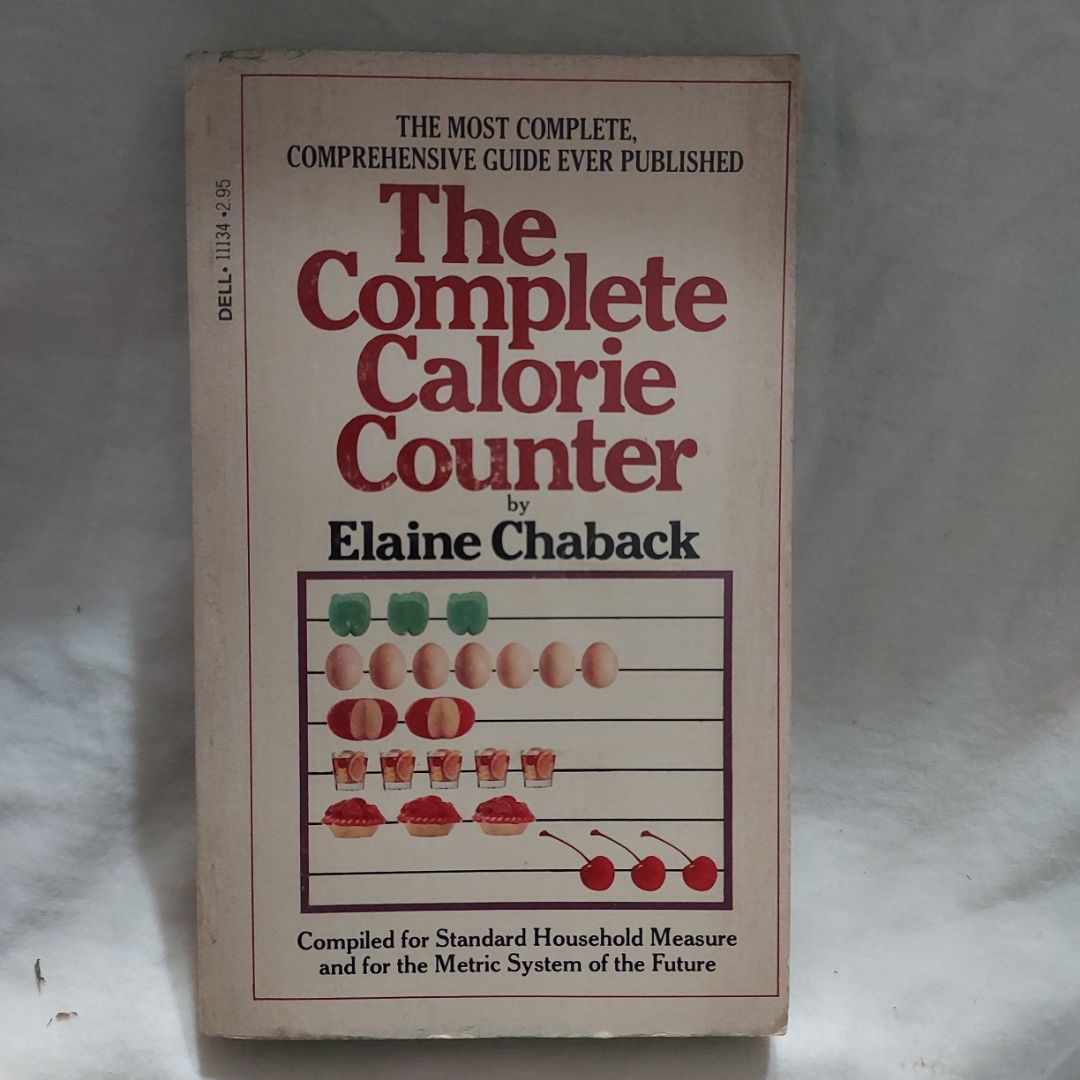 DELL • 11134 • 2.95
THE MOST COMPLETE,
COMPREHENSIVE GUIDE EVER PUBLISHED
The
Complete
Calorie
Counter
by
Elaine Chaback
Compiled for Standard Household Measure
and for the Metric System of the Future